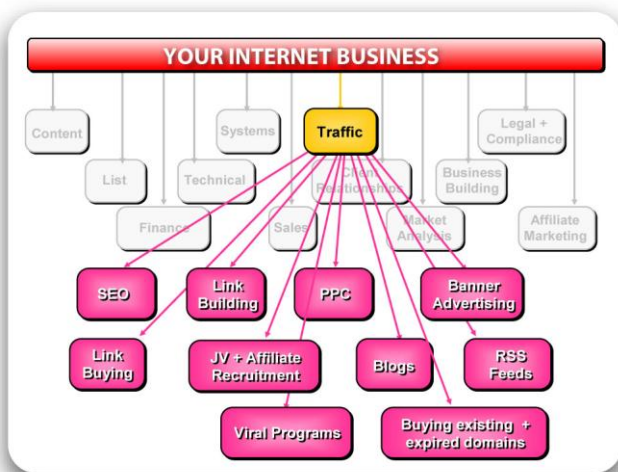 YOUR INTERNET BUSINESS
Content
Systems
Traffic
Legal +
Compliance
List
Technical
Client
Relationships
Business
Building
Finance
Sales
Market
Analysis
Affiliate
Marketing
SEO
Link
Building
PPC
Banner
Advertising
Link
Buying
JV + Affiliate
Recruitment
Blogs
RSS
Feeds
Viral Programs
Buying existing +
expired domains